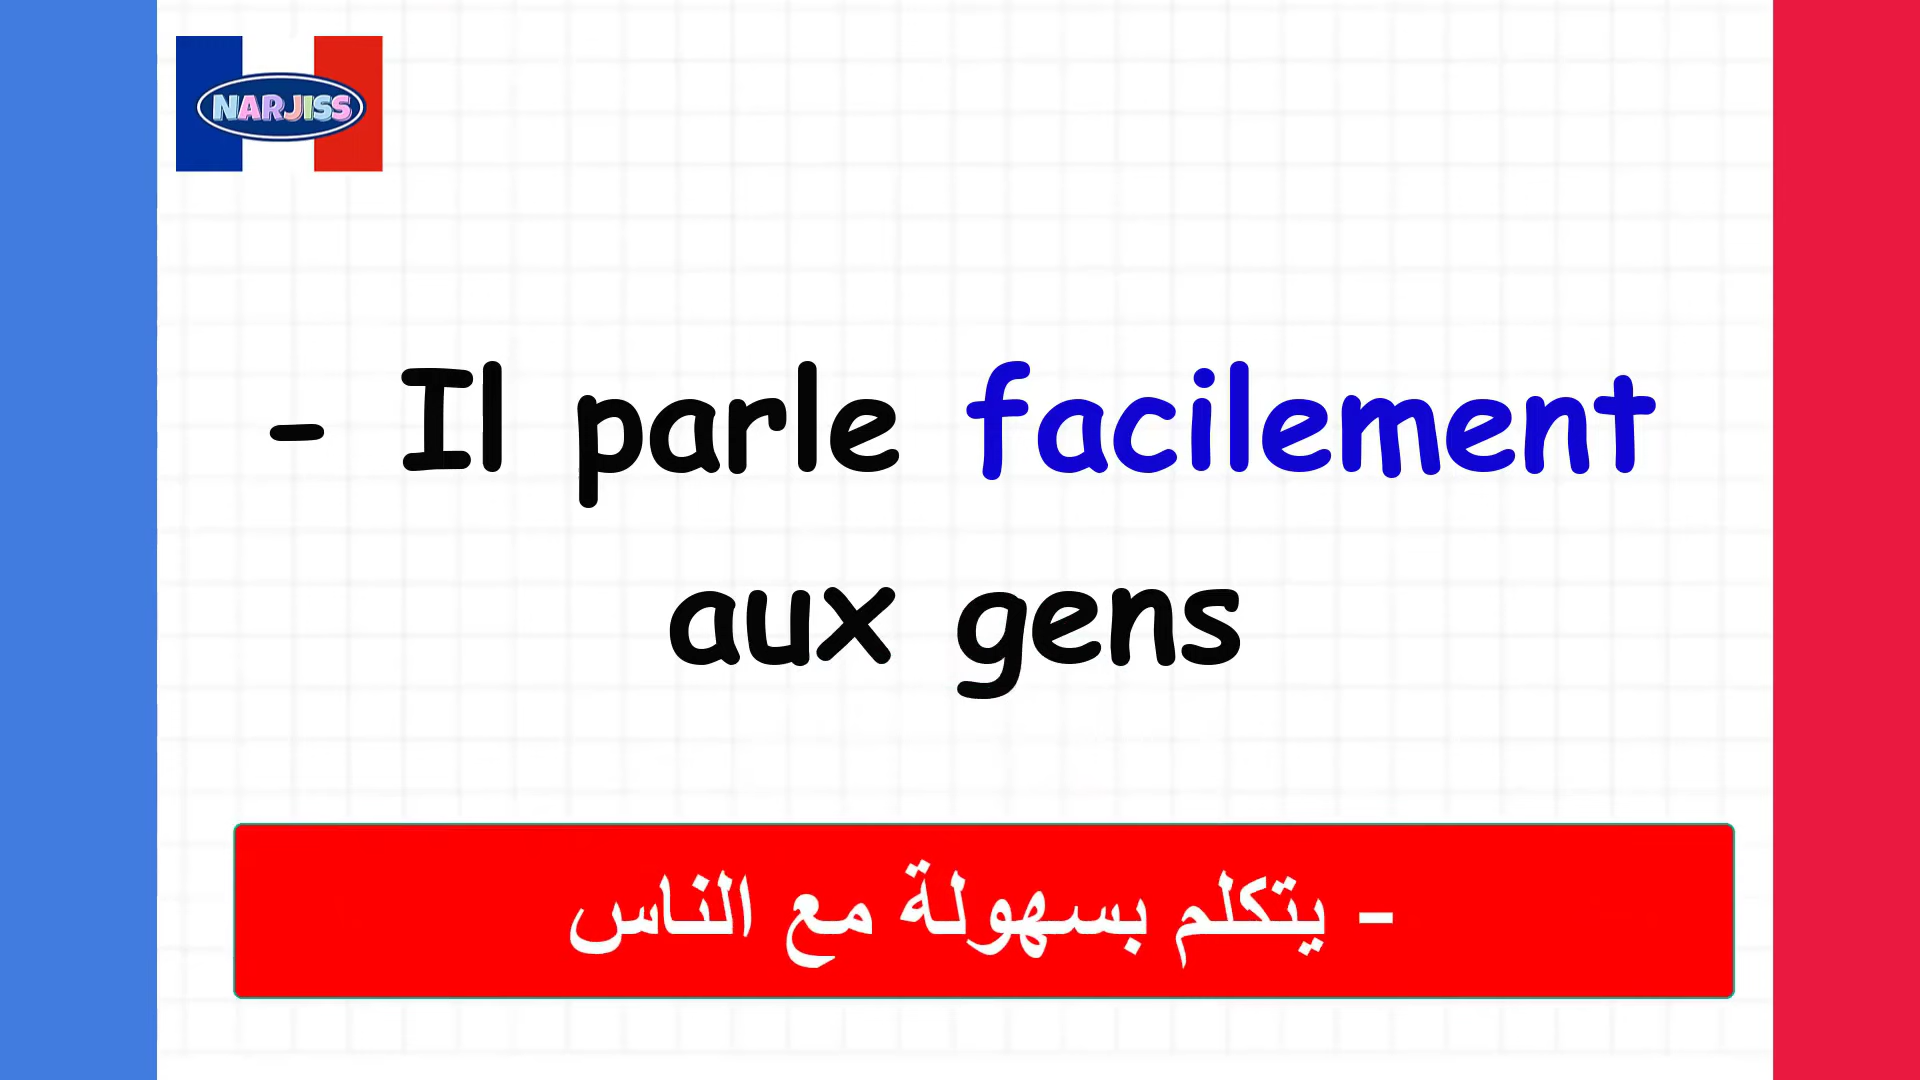 NARJISS
- Il parle facilement
aux gens
- يتكلم بسهولة مع الناس